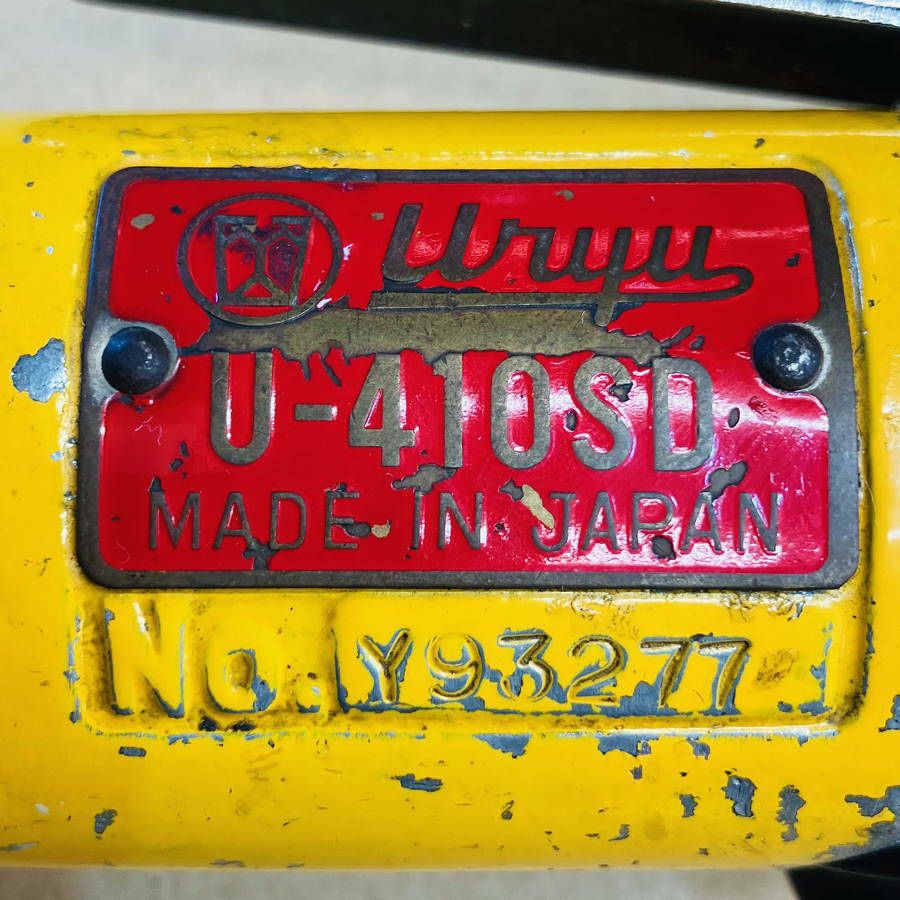 Uryu
U-410SD
MADE IN JAPAN
No. Y93277